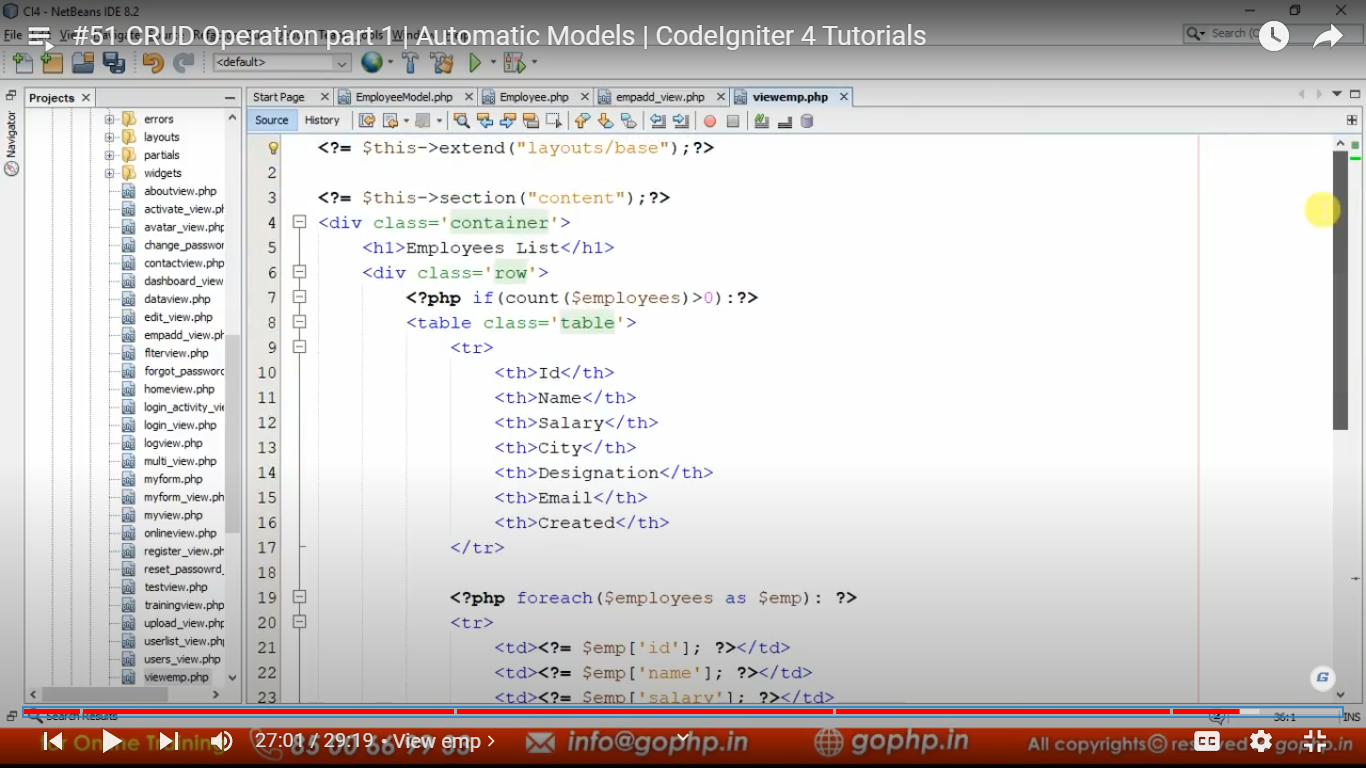 CI4 - NetBeans IDE 8.2
#51 CRUD Operation part 1 | Automatic Models | CodeIgniter 4 Tutorials
File
<default>
Projects
Navigator
Start Page
EmployeeModel.php
Employee.php
empadd_view.php
viewemp.php
Source
History
errors
layouts
partials
widgets
aboutview.php
activate_view.ph
avatar_view.php
change_passwor
contactview.php
dashboard_view
dataview.php
edit_view.php
empadd_view.ph
flterview.php
forgot_password
homeview.php
login_activity_vie
login_view.php
logview.php
multi_view.php
myform.php
myform_view.ph
myview.php
onlineview.php
register_view.ph
reset_passowrd_
testview.php
trainingview.php
upload_view.php
userlist_view.php
users_view.php
viewemp.php
<?= $this->extend("layouts/base");?>
2
3 <?= $this->section("content");?>
4 <div class='container'>
5 <h1>Employees List</h1>
6 <div class='row'>
7 <?php if(count($employees)>0):?>
8 <table class='table'>
9 <tr>
10 <th>Id</th>
11 <th>Name</th>
12 <th>Salary</th>
13 <th>City</th>
14 <th>Designation</th>
15 <th>Email</th>
16 <th>Created</th>
17 </tr>
18
19 <?php foreach($employees as $emp): ?>
20 <tr>
21 <td><?= $emp['id']; ?></td>
22 <td><?= $emp['name']; ?></td>
23 <td><?= $emp['salary']; ?></td>
Search Results
36:1
INS
for Online Training
27:01 / 29:19 • View emp >
info@gophp.in
gophp.in
All copyrights© reserved
gophp.in
CC